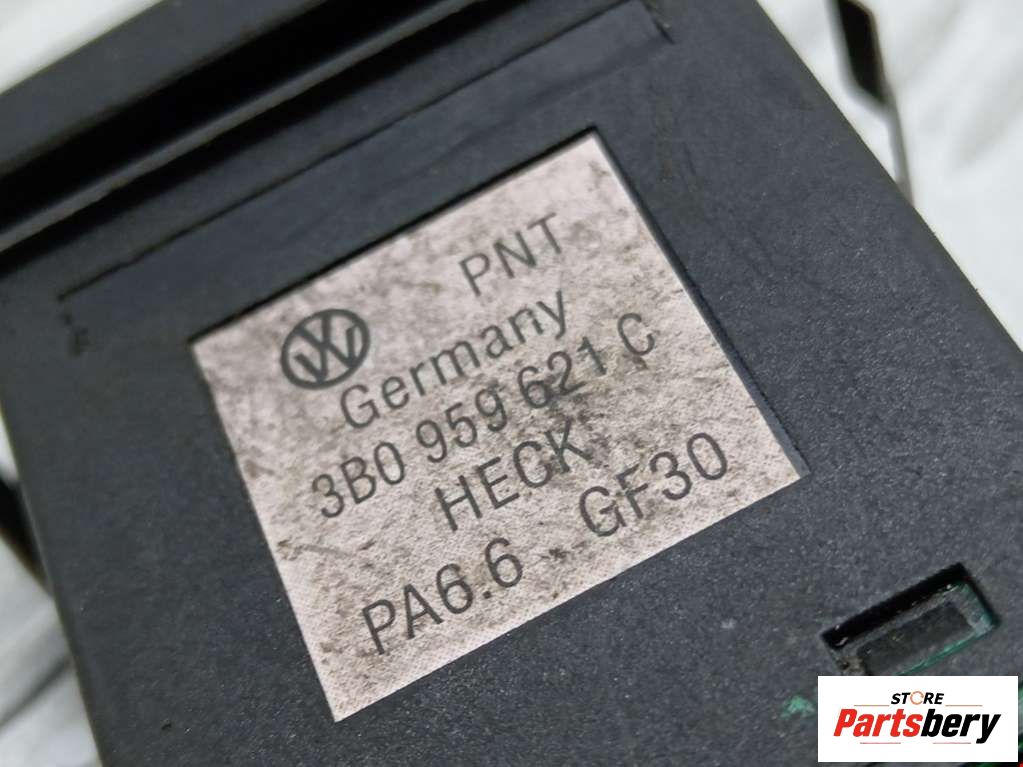 PNT
Germany
3B0 959 621 C
HECK
PA6.6 GF30
STORE
Partsbery